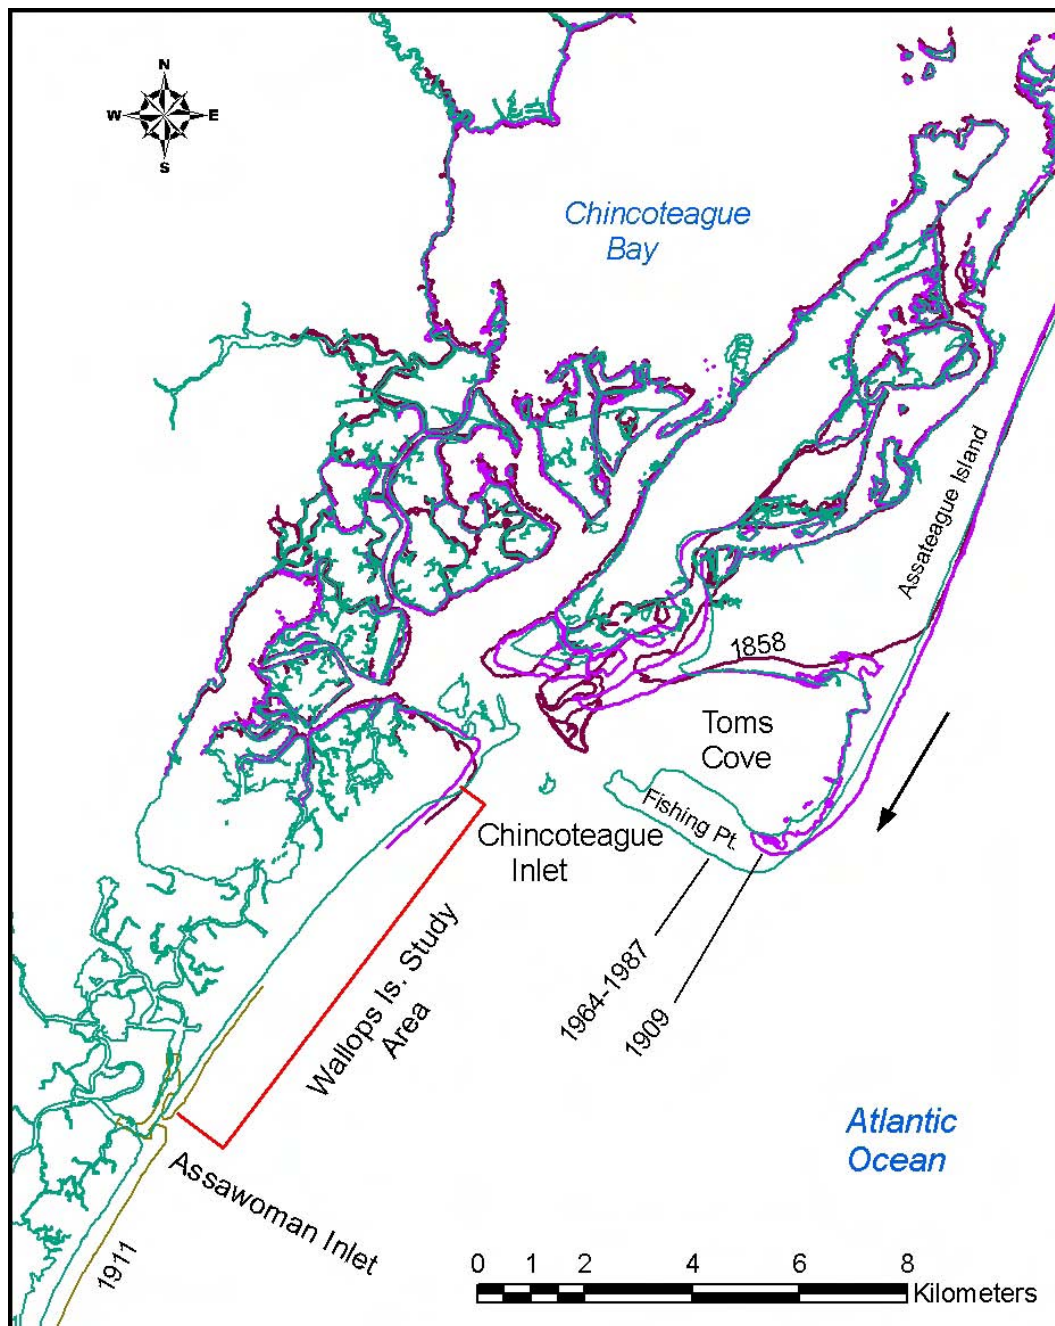 N
W E
S
Chincoteague
Bay
Assateague Island
1858
Toms
Cove
Fishing Pt.
Chincoteague
Inlet
1964-1987
1909
Wallops Is. Study
Area
Atlantic
Ocean
Assawoman Inlet
1911
0 1 2 4 6 8
Kilometers